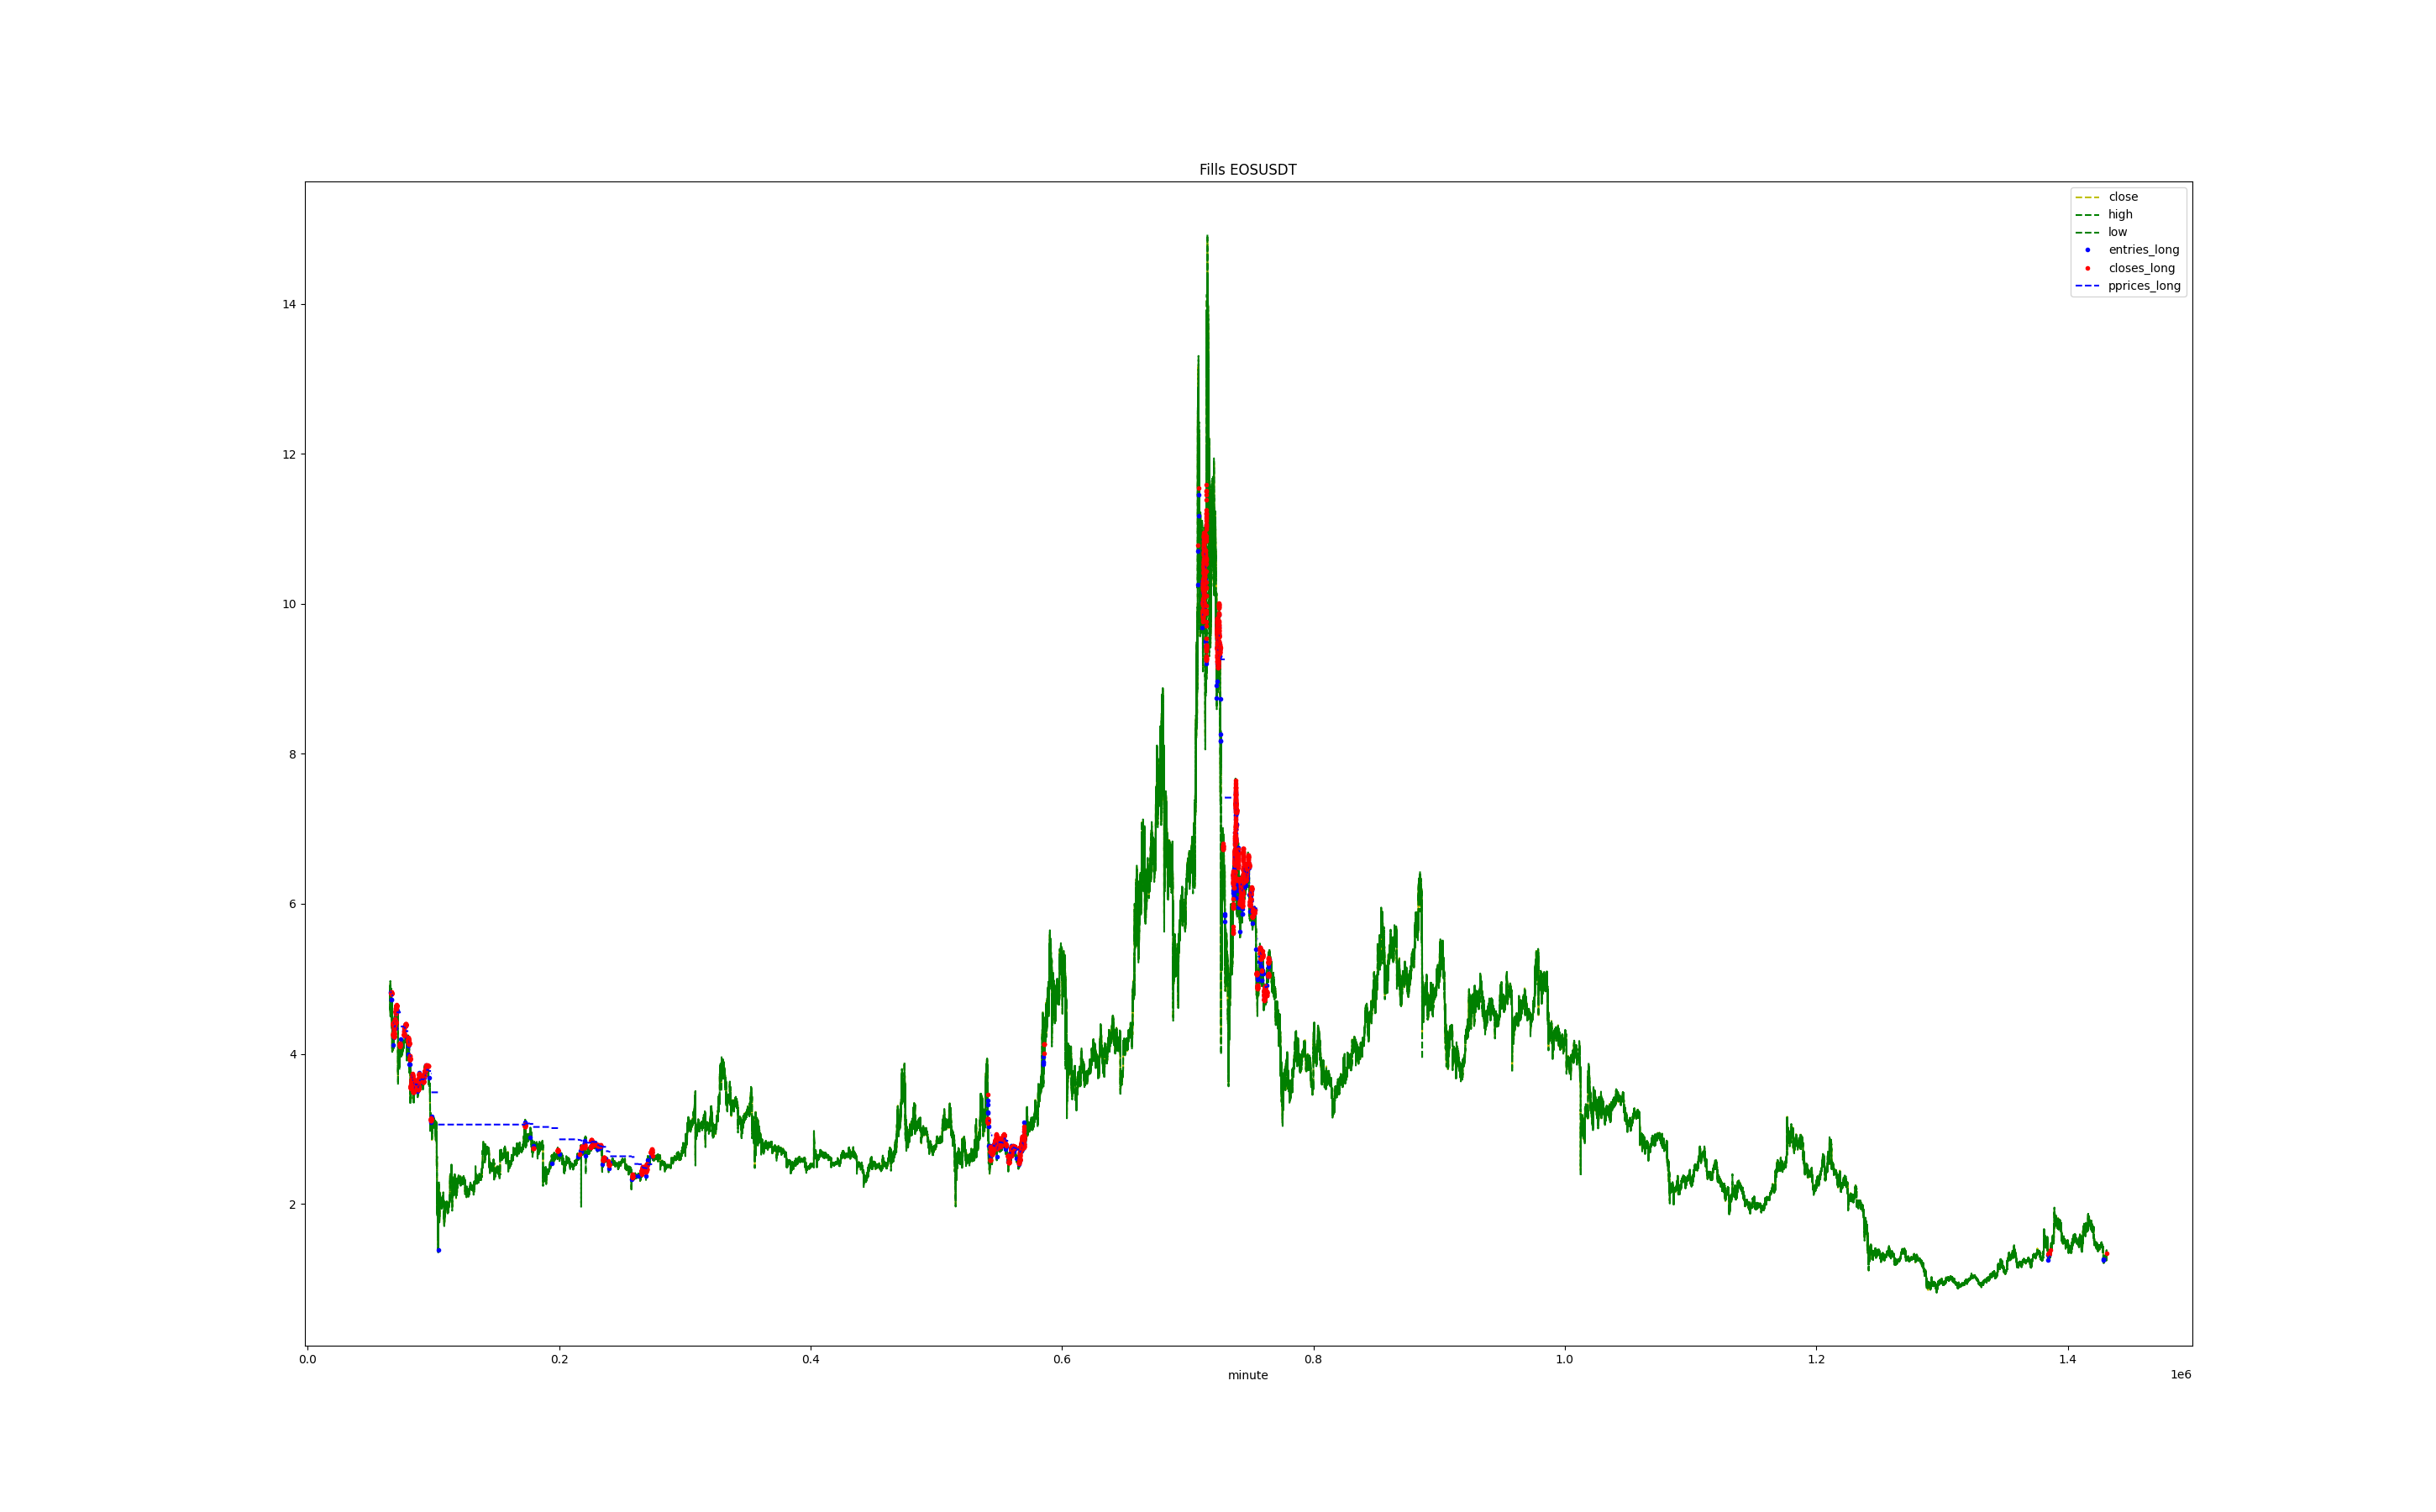 Fills EOSUSDT
close
high
low
entries_long
closes_long
pprices_long
14
12
10
8
6
4
2
0.0 0.2 0.4 0.6 0.8 1.0 1.2 1.4
minute 1e6